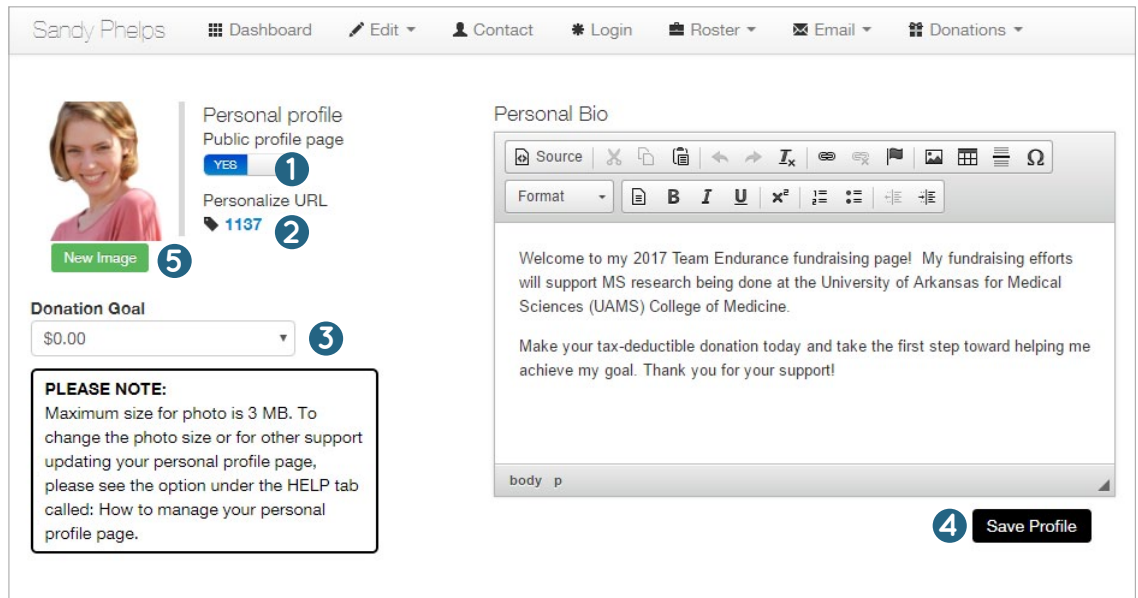 Sandy Phelps Dashboard Edit Contact Login Roster Email Donations
Personal profile
Public profile page
YES
1
Personalize URL
1137
2
New Image
5
Donation Goal
$0.00
3
PLEASE NOTE:
Maximum size for photo is 3 MB. To
change the photo size or for other support
updating your personal profile page,
please see the option under the HELP tab
called: How to manage your personal
profile page.
Personal Bio
Source
Format B I U
Welcome to my 2017 Team Endurance fundraising page! My fundraising efforts
will support MS research being done at the University of Arkansas for Medical
Sciences (UAMS) College of Medicine.
Make your tax-deductible donation today and take the first step toward helping me
achieve my goal. Thank you for your support!
body p
4
Save Profile